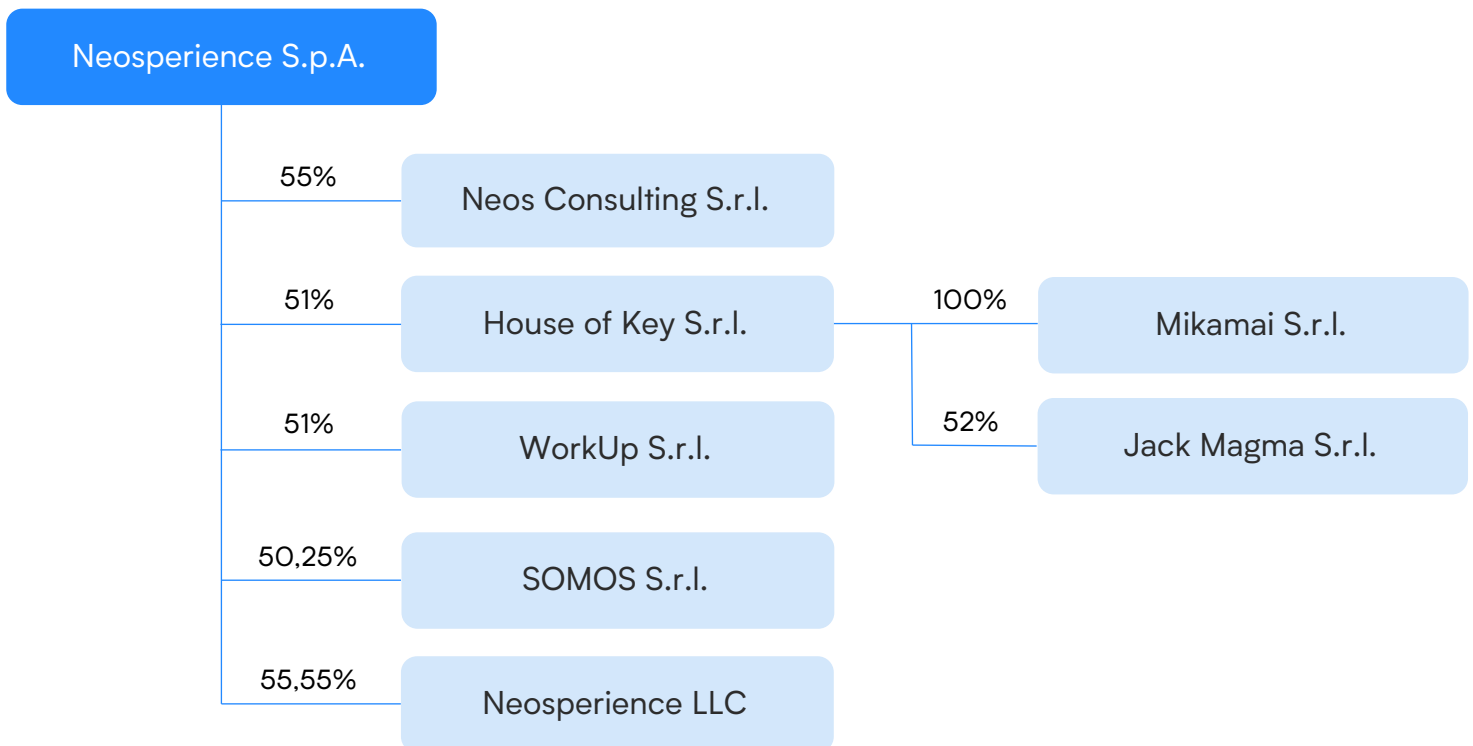 Neosperience S.p.A.
55%
Neos Consulting S.r.l.
51%
House of Key S.r.l.
100%
Mikamai S.r.l.
52%
Jack Magma S.r.l.
51%
WorkUp S.r.l.
50,25%
SOMOS S.r.l.
55,55%
Neosperience LLC